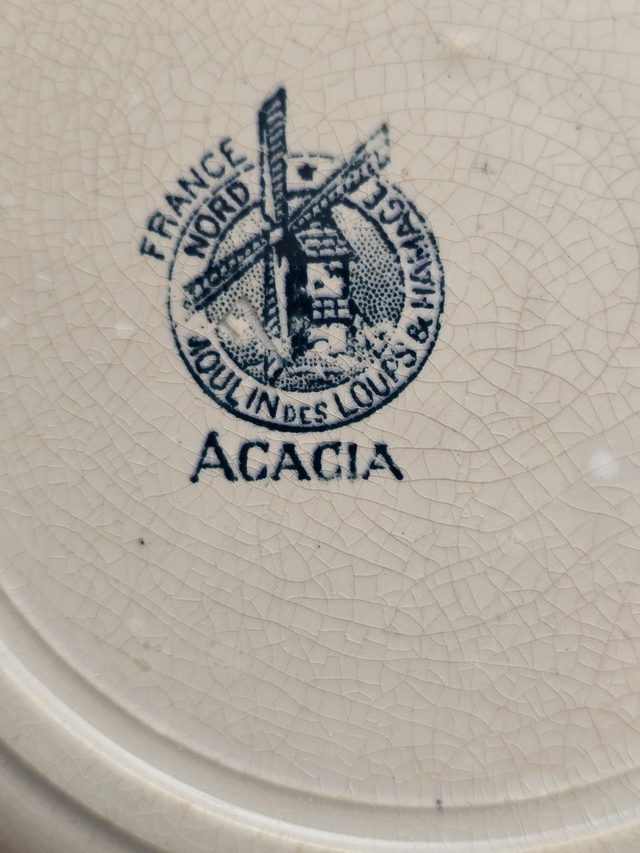 FRANCE
NORD
MOULIN DES LOUPS & HAMAGE
ACACIA